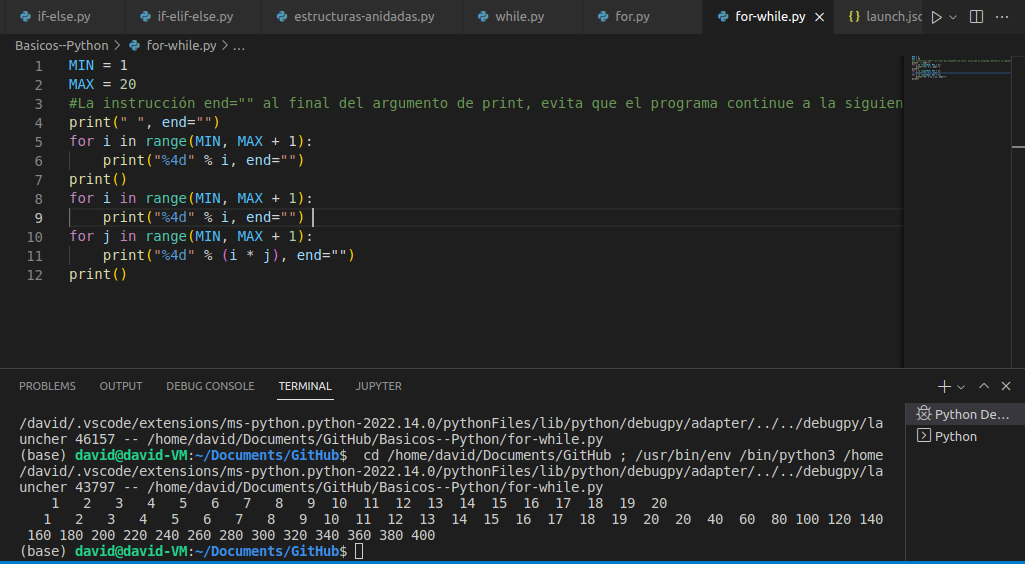 if-else.py if-elif-else.py estructuras-anidadas.py while.py for.py for-while.py launch.jsc
Basicos--Python > for-while.py > ...
1 MIN = 1
2 MAX = 20
3 #La instrucción end="" al final del argumento de print, evita que el programa continue a la siguien
4 print(" ", end="")
5 for i in range(MIN, MAX + 1):
6 print("%4d" % i, end="")
7 print()
8 for i in range(MIN, MAX + 1):
9 print("%4d" % i, end="")
10 for j in range(MIN, MAX + 1):
11 print("%4d" % (i * j), end="")
12 print()
PROBLEMS OUTPUT DEBUG CONSOLE TERMINAL JUPYTER
/david/.vscode/extensions/ms-python.python-2022.14.0/pythonFiles/lib/python/debugpy/adapter/../../debugpy/la
uncher 46157 -- /home/david/Documents/GitHub/Basicos--Python/for-while.py
(base) david@david-VM:~/Documents/GitHub$ cd /home/david/Documents/GitHub ; /usr/bin/env /bin/python3 /home
/david/.vscode/extensions/ms-python.python-2022.14.0/pythonFiles/lib/python/debugpy/adapter/../../debugpy/la
uncher 43797 -- /home/david/Documents/GitHub/Basicos--Python/for-while.py
1 2 3 4 5 6 7 8 9 10 11 12 13 14 15 16 17 18 19 20
1 2 3 4 5 6 7 8 9 10 11 12 13 14 15 16 17 18 19 20 20 40 60 80 100 120 140
160 180 200 220 240 260 280 300 320 340 360 380 400
(base) david@david-VM:~/Documents/GitHub$
Python De...
Python